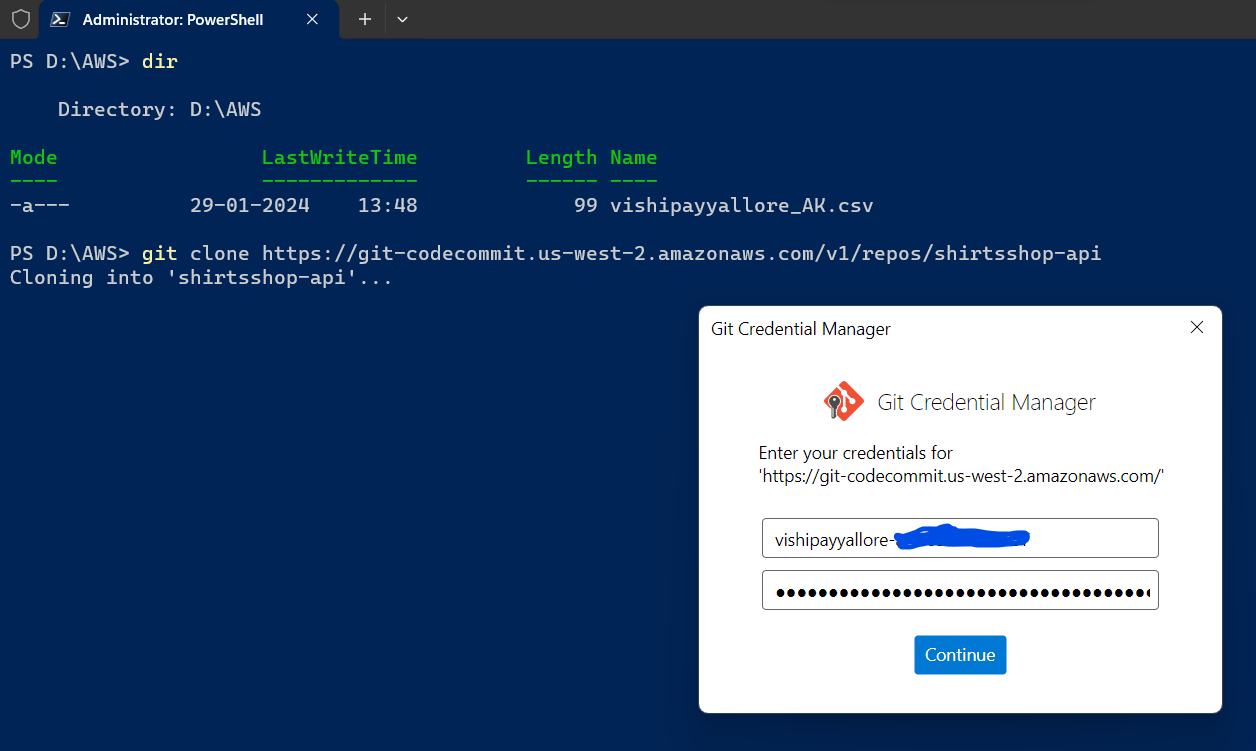 Administrator: PowerShell
PS D:\AWS> dir
Directory: D:\AWS
Mode LastWriteTime Length Name
---- ------------- ------ ----
-a--- 29-01-2024 13:48 99 vishipayyallore_AK.csv
PS D:\AWS> git clone https://git-codecommit.us-west-2.amazonaws.com/v1/repos/shirtsshop-api
Cloning into 'shirtsshop-api'...
Git Credential Manager
Git Credential Manager
Enter your credentials for
'https://git-codecommit.us-west-2.amazonaws.com/'
vishipayyallore-
Continue